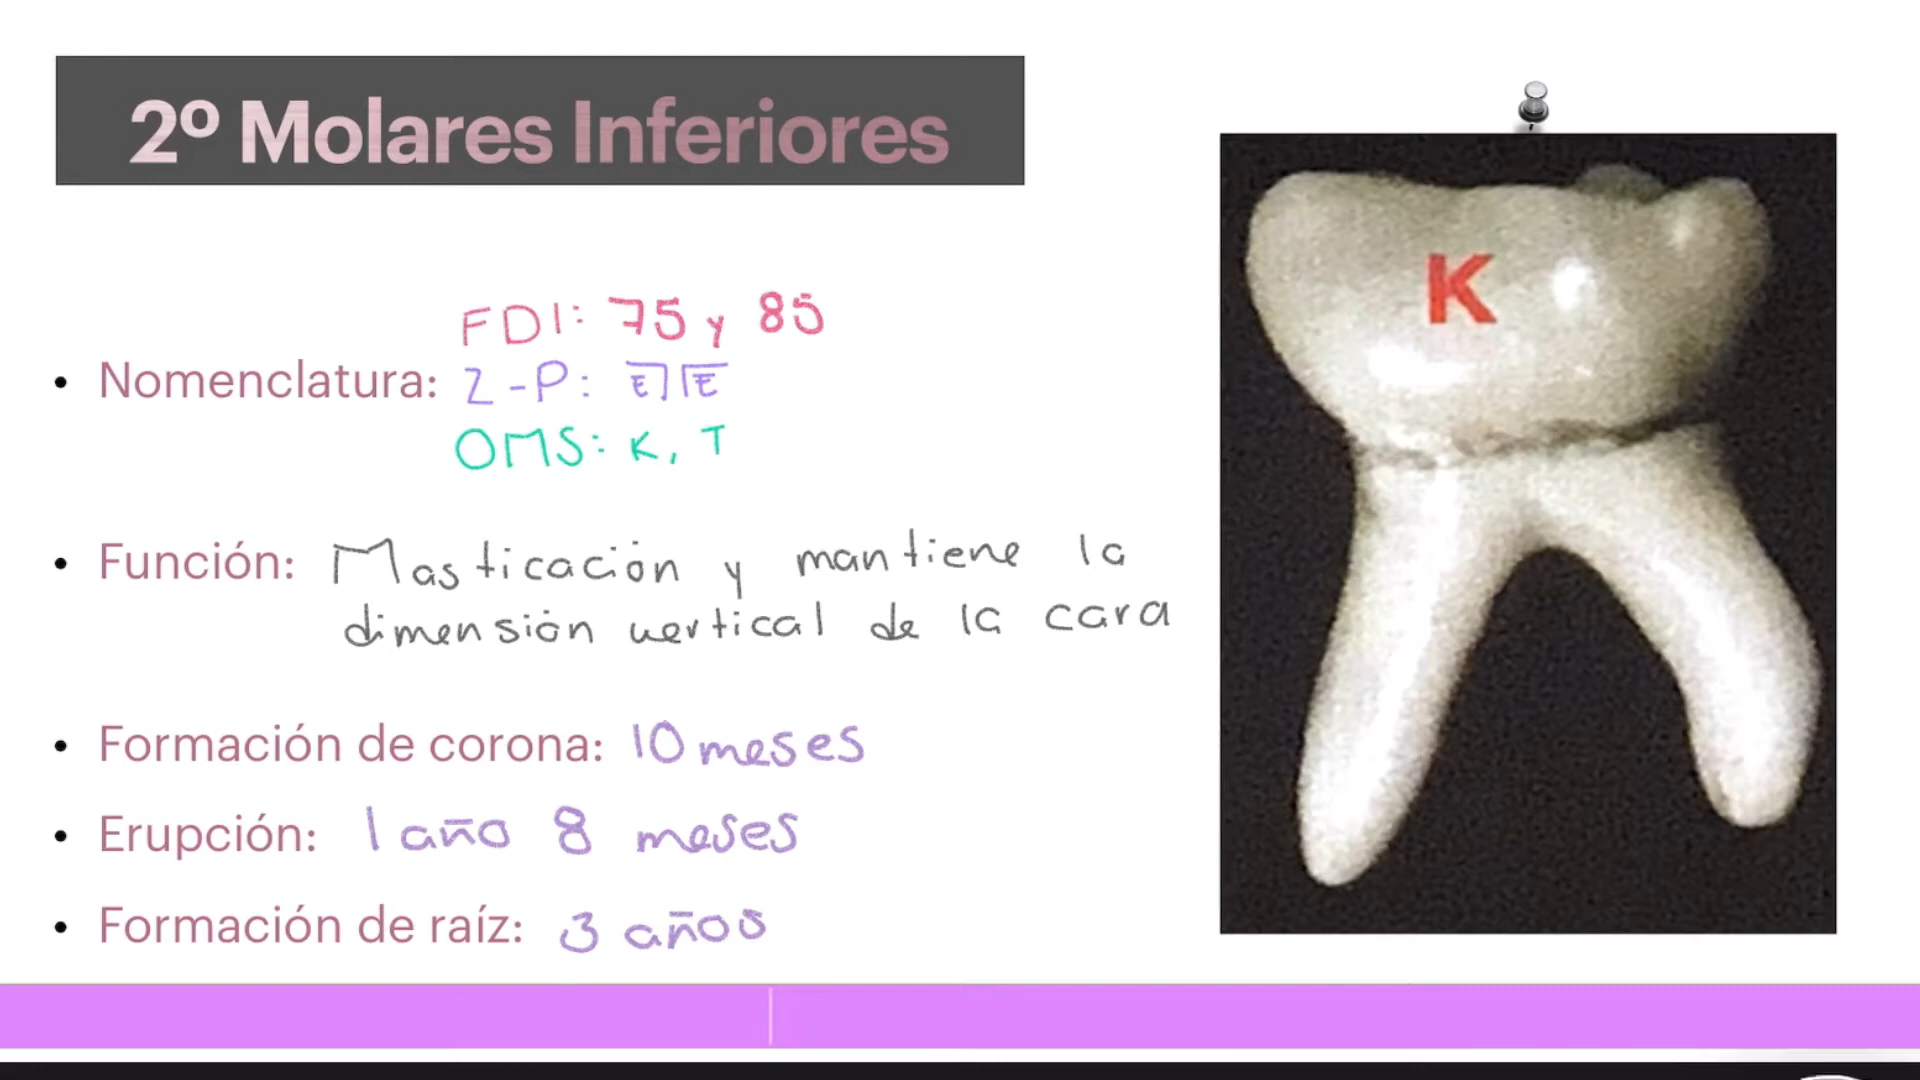 2º Molares Inferiores
FDI: 75 y 85
• Nomenclatura: Z-P: E̅| |E̅
OMS: K, T
• Función: Masticación y mantiene la
dimensión vertical de la cara
• Formación de corona: 10 meses
• Erupción: 1 año 8 meses
• Formación de raíz: 3 años
K